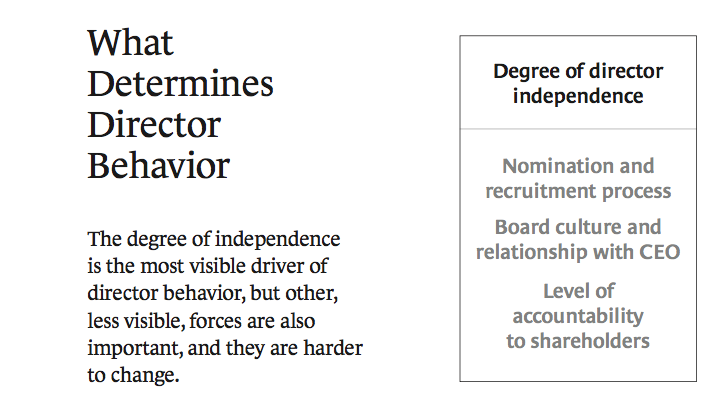 What
Determines
Director
Behavior
The degree of independence
is the most visible driver of
director behavior, but other,
less visible, forces are also
important, and they are harder
to change.
Degree of director
independence
Nomination and
recruitment process
Board culture and
relationship with CEO
Level of
accountability
to shareholders